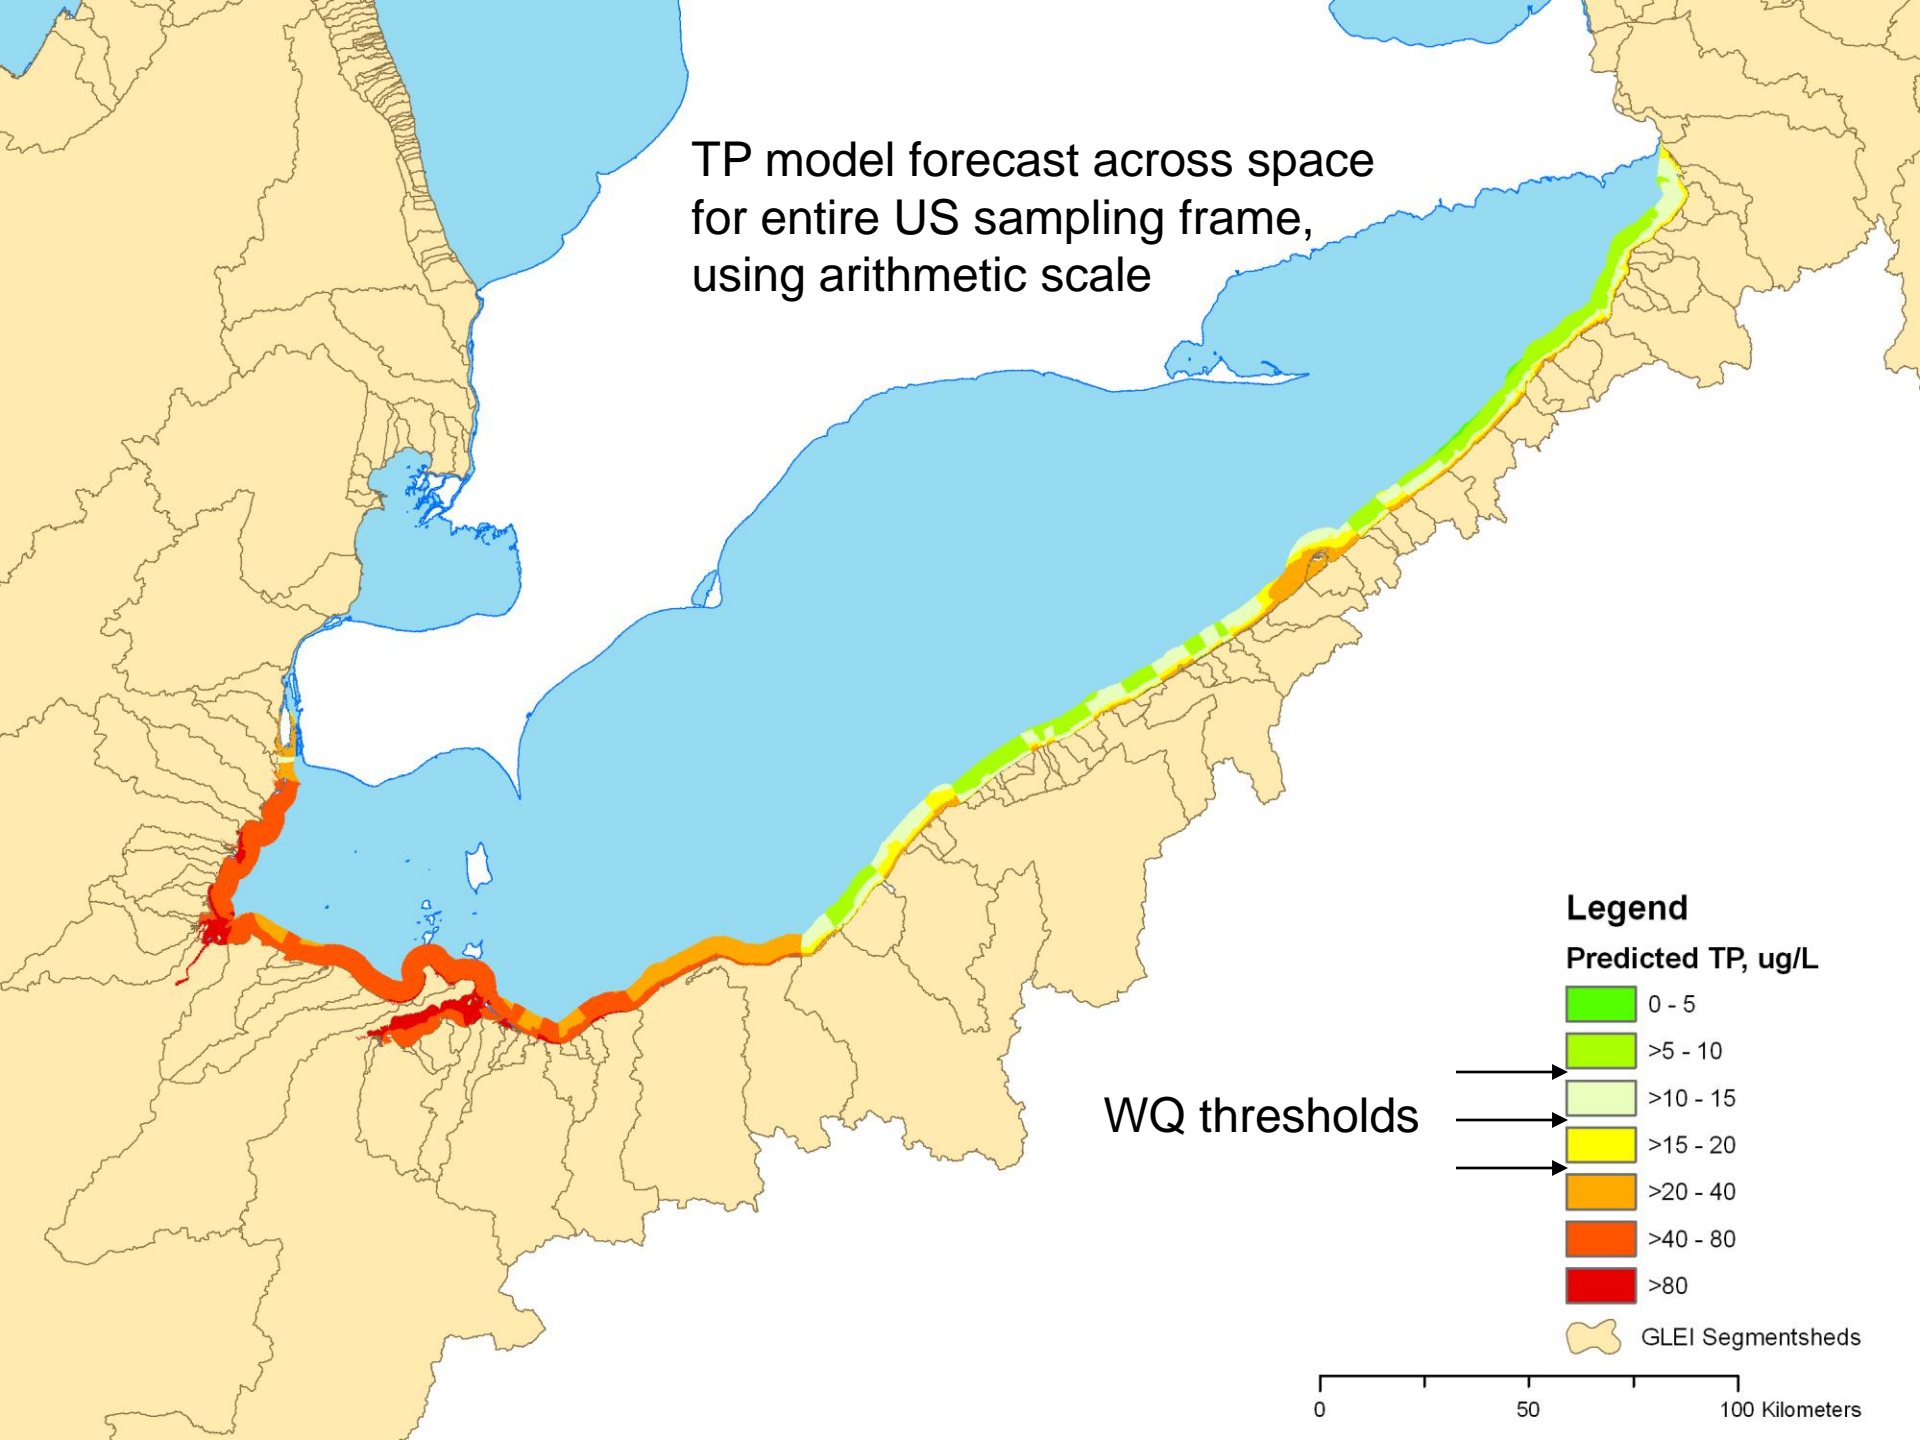 TP model forecast across space
for entire US sampling frame,
using arithmetic scale
WQ thresholds
Legend
Predicted TP, ug/L
0 - 5
>5 - 10
>10 - 15
>15 - 20
>20 - 40
>40 - 80
>80
GLEI Segmentsheds
0 50 100 Kilometers